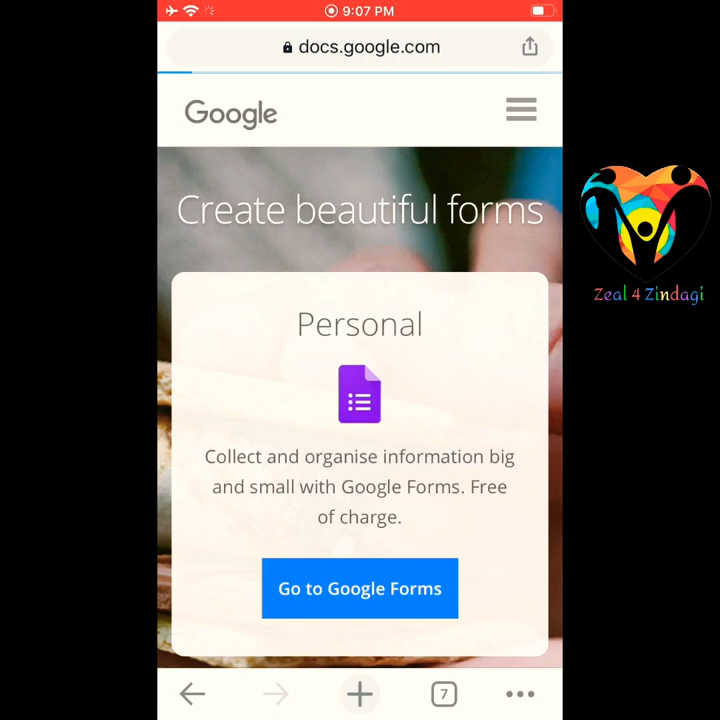 9:07 PM
docs.google.com
Google
Create beautiful forms
Personal
Collect and organise information big
and small with Google Forms. Free
of charge.
Go to Google Forms
7
Zeal 4 Zindagi